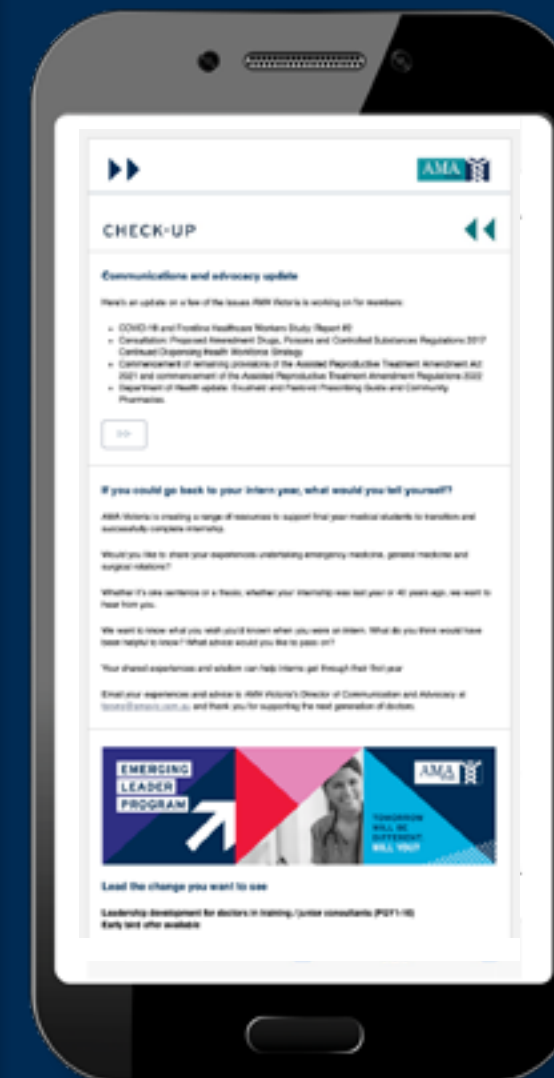 AMA
CHECK-UP
Communications and advocacy update
Here's an update on a few of the issues AMA Victoria is working on for members:
COVID-19 and Frontline Healthcare Workers Study: Report #2
Consultation: Proposed Amendment Drugs, Poisons and Controlled Substances Regulations 2017
Continued Dispensing Health Workforce Strategy
Commencement of remaining provisions of the Assisted Reproductive Treatment Amendment Act
2021 and commencement of the Assisted Reproductive Treatment Amendment Regulations 2022
Department of Health update: Evusheld and Paxlovid Prescribing Guide and Community
Pharmacies.
If you could go back to your intern year, what would you tell yourself?
AMA Victoria is creating a range of resources to support final year medical students to transition and
successfully complete internship.
Would you like to share your experiences undertaking emergency medicine, general medicine and
surgical rotations?
Whether it's one sentence or a thesis, whether your internship was last year or 40 years ago, we want to
hear from you.
We want to know what you wish you'd known when you were an intern. What do you think would have
been helpful to know? What advice would you like to pass on?
Your shared experiences and wisdom can help interns get through their first year
Email your experiences and advice to AMA Victoria's Director of Communication and Advocacy at
and thank you for supporting the next generation of doctors.
EMERGING
LEADER
PROGRAM
AMA
TOMORROW
WILL BE
DIFFERENT.
WILL YOU?
Lead the change you want to see
Leadership development for doctors in training / junior consultants (PGY1-10)
Early bird offer available